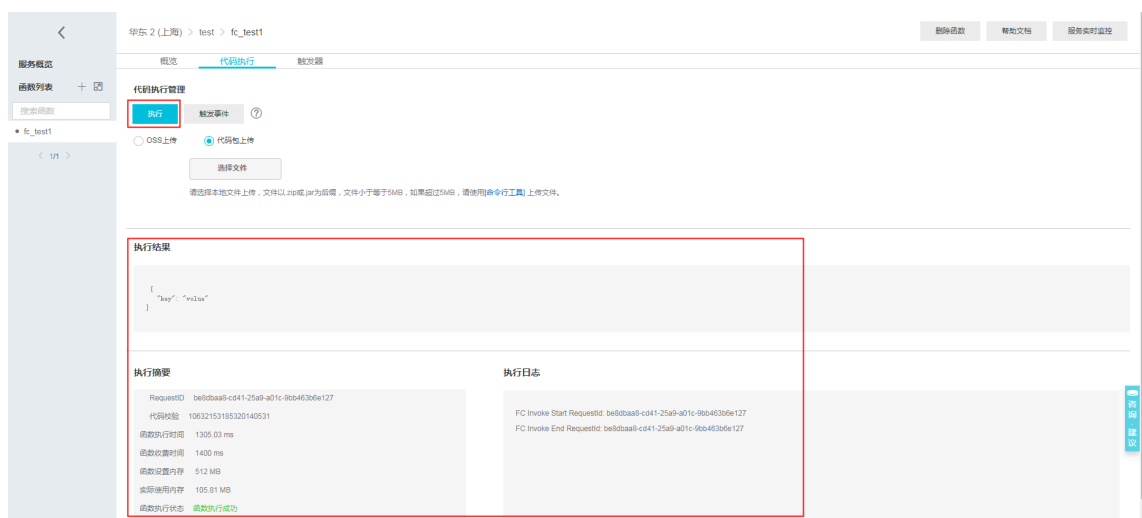 华东 2 (上海) > test > fc_test1
删除函数 帮助文档 服务实时监控
服务概览
函数列表
搜索函数
fc_test1
< 1/1 >
概览 代码执行 触发器
代码执行管理
执行 触发事件 ?
OSS上传 代码包上传
选择文件
请选择本地文件上传，文件以.zip或.jar为后缀，文件小于等于5MB，如果超过5MB，请使用[命令行工具] 上传文件。
执行结果
{
"key": "value"
}
执行摘要
RequestID be8dbaa8-cd41-25a9-a01c-9bb463b6e127
代码校验 10632153185320140531
函数执行时间 1305.03 ms
函数收费时间 1400 ms
函数设置内存 512 MB
实际使用内存 105.81 MB
函数执行状态 函数执行成功
执行日志
FC Invoke Start RequestId: be8dbaa8-cd41-25a9-a01c-9bb463b6e127
FC Invoke End RequestId: be8dbaa8-cd41-25a9-a01c-9bb463b6e127
咨询·建议